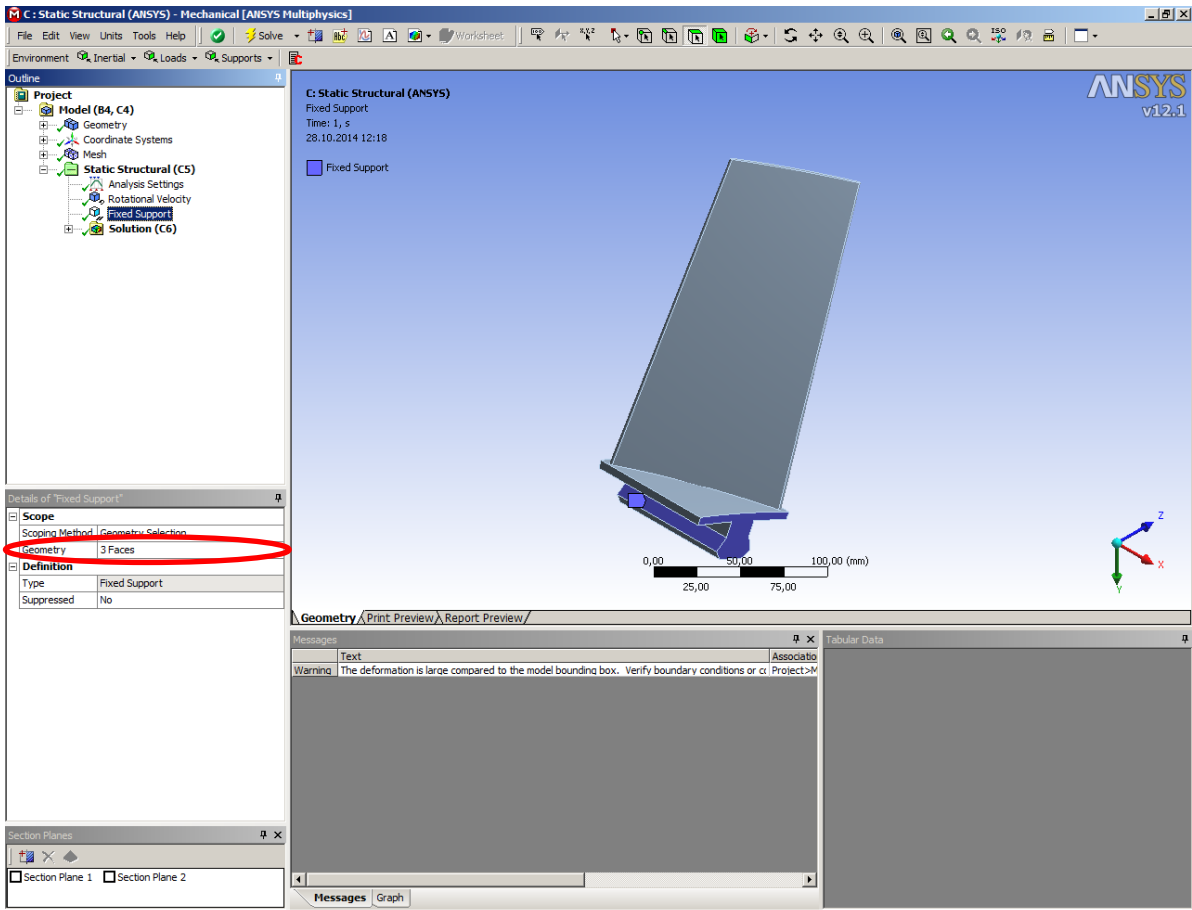 C : Static Structural (ANSYS) - Mechanical [ANSYS Multiphysics]
File Edit View Units Tools Help Solve Worksheet
Environment Inertial Loads Supports
Outline
Project
Model (B4, C4)
Geometry
Coordinate Systems
Mesh
Static Structural (C5)
Analysis Settings
Rotational Velocity
Fixed Support
Solution (C6)
C: Static Structural (ANSYS)
Fixed Support
Time: 1, s
28.10.2014 12:18
Fixed Support
ANSYS
v12.1
Z
X
Y
0,00 50,00 100,00 (mm)
25,00 75,00
Details of "Fixed Support"
Scope
Scoping Method Geometry Selection
Geometry 3 Faces
Definition
Type Fixed Support
Suppressed No
Geometry Print Preview Report Preview
Messages
Text Associatio
Warning The deformation is large compared to the model bounding box. Verify boundary conditions or cc Project>M
Messages Graph
Tabular Data
Section Planes
Section Plane 1 Section Plane 2